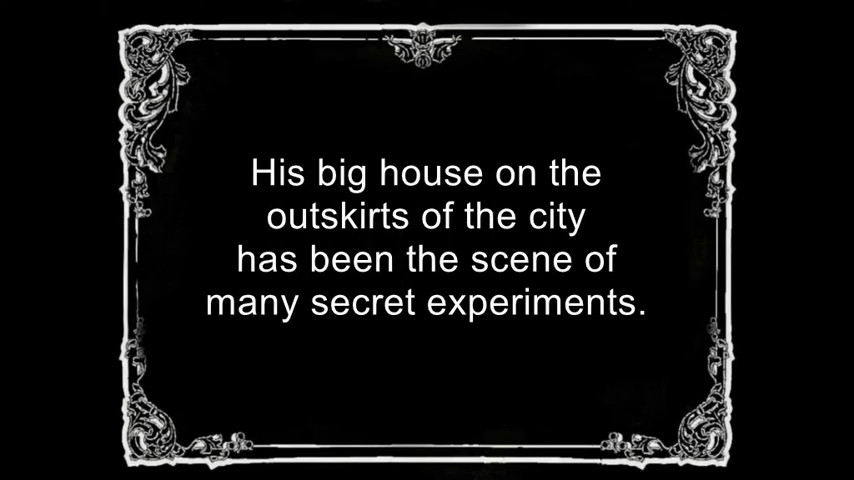 His big house on the
outskirts of the city
has been the scene of
many secret experiments.